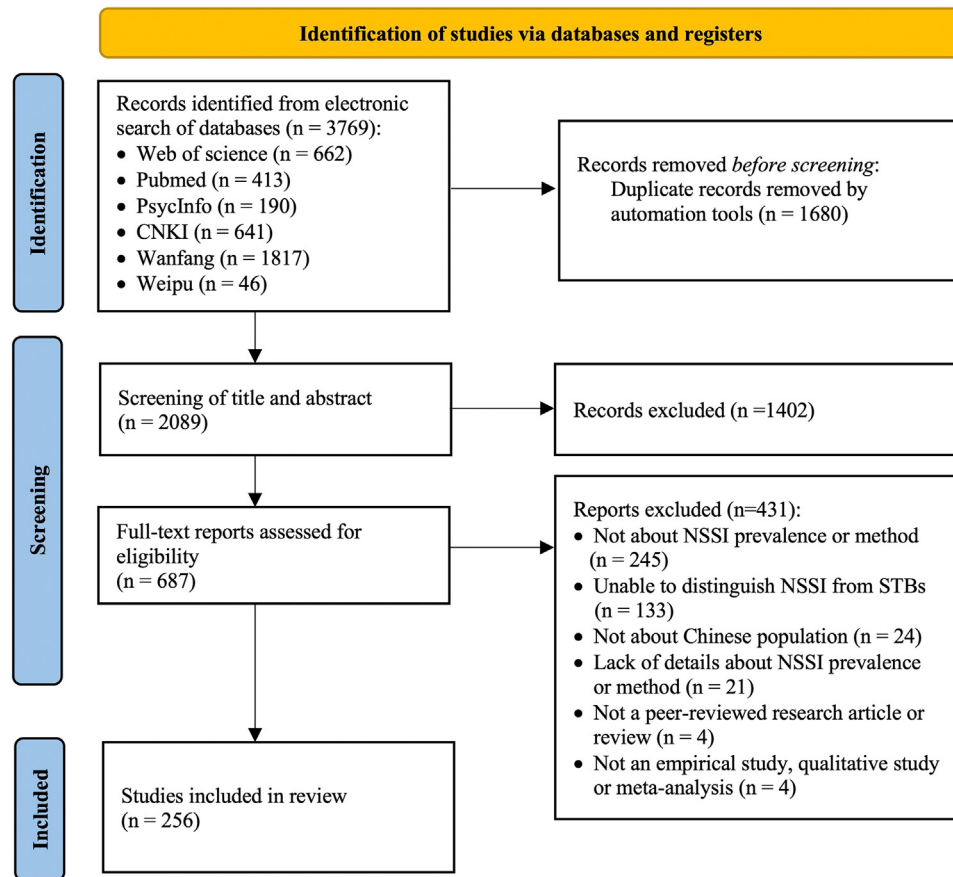 Identification of studies via databases and registers
Identification
Records identified from electronic
search of databases (n = 3769):
• Web of science (n = 662)
• Pubmed (n = 413)
• PsycInfo (n = 190)
• CNKI (n = 641)
• Wanfang (n = 1817)
• Weipu (n = 46)
Records removed before screening:
Duplicate records removed by
automation tools (n = 1680)
Screening
Screening of title and abstract
(n = 2089)
Records excluded (n =1402)
Full-text reports assessed for
eligibility
(n = 687)
Reports excluded (n=431):
• Not about NSSI prevalence or method
(n = 245)
• Unable to distinguish NSSI from STBs
(n = 133)
• Not about Chinese population (n = 24)
• Lack of details about NSSI prevalence
or method (n = 21)
• Not a peer-reviewed research article or
review (n = 4)
• Not an empirical study, qualitative study
or meta-analysis (n = 4)
Included
Studies included in review
(n = 256)